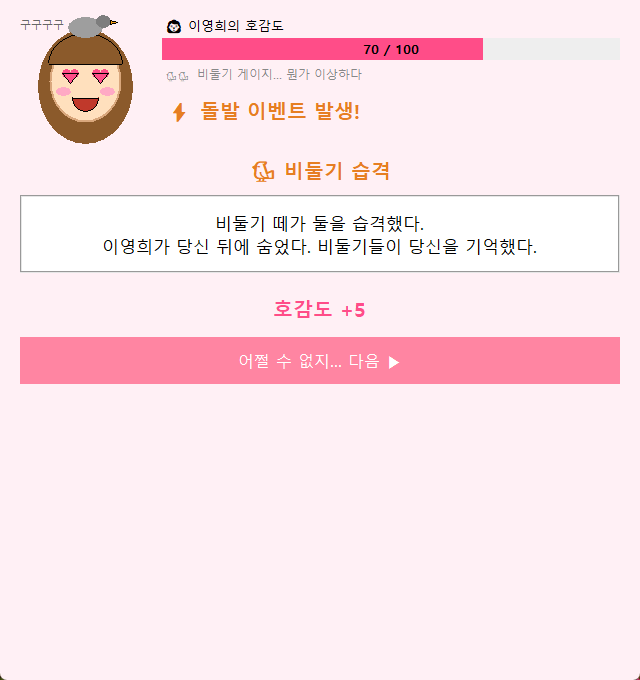 구구구구
이영희의 호감도
70 / 100
비둘기 게이지... 뭔가 이상하다
돌발 이벤트 발생!
비둘기 습격
비둘기 떼가 둘을 습격했다.
이영희가 당신 뒤에 숨었다. 비둘기들이 당신을 기억했다.
호감도 +5
어쩔 수 없지... 다음 ▶